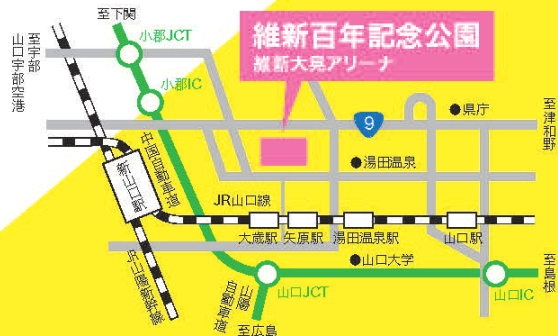 至下関
小郡JCT
小郡IC
至宇部
山口宇部空港
維新百年記念公園
維新大晃アリーナ
9
県庁
至津和野
湯田温泉
中国自動車道
新山口駅
JR山口線
大歳駅
矢原駅
湯田温泉駅
山口駅
山口大学
JR山陽新幹線
山陽
自動車道
至広島
山口JCT
山口IC
至島根